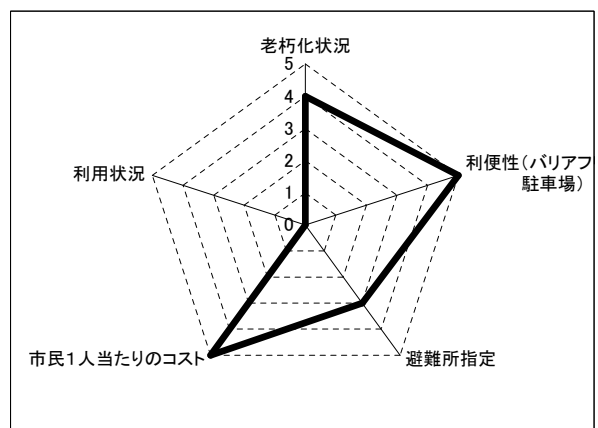 老朽化状況
5
4
3
2
1
0
利便性(バリアフ
駐車場)
利用状況
市民1人当たりのコスト
避難所指定